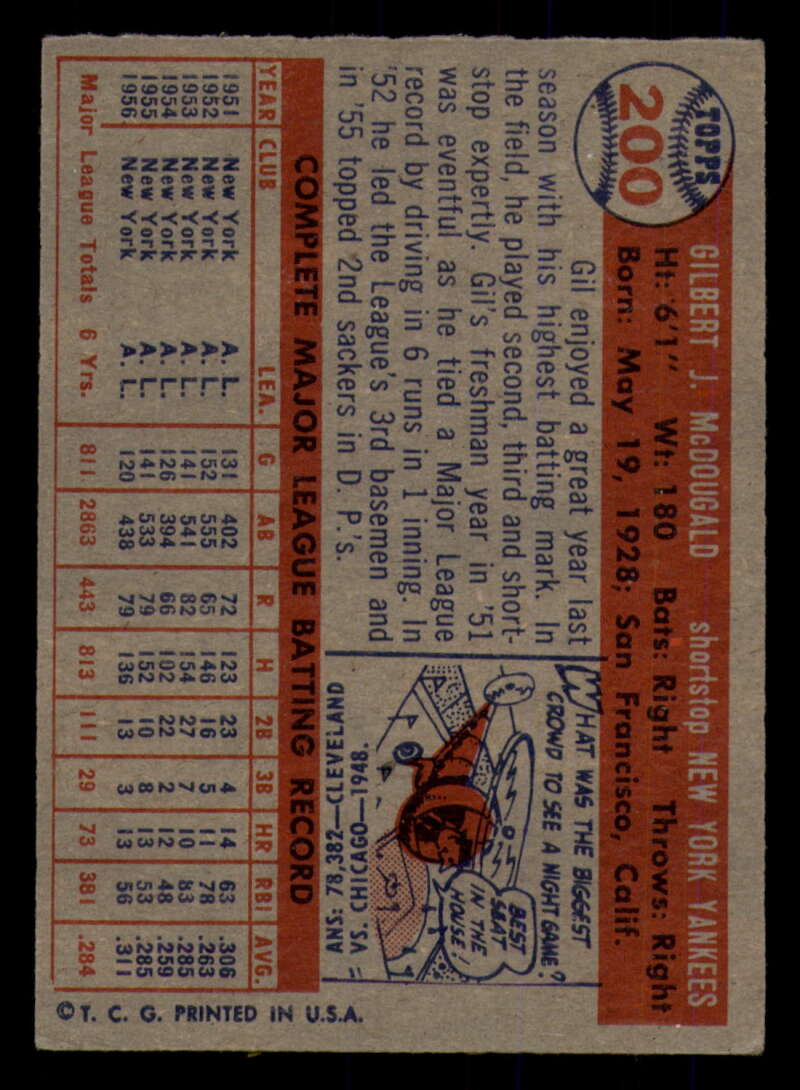 TOPPS
200
GILBERT J. McDOUGALD shortstop NEW YORK YANKEES
Ht: 6'1" Wt: 180 Bats: Right Throws: Right
Born: May 19, 1928; San Francisco, Calif.
Gil enjoyed a great year last
season with his highest batting mark. In
the field, he played second, third and short-
stop expertly. Gil's freshman year in '51
was eventful as he tied a Major League
record by driving in 6 runs in 1 inning. In
'52 he led the League's 3rd basemen and
in '55 topped 2nd sackers in D. P.'s.
WHAT WAS THE BIGGEST
CROWD TO SEE A NIGHT GAME?
BEST
SEAT
IN THE
HOUSE!
ANS: 78,382—CLEVELAND
VS. CHICAGO—1948.
COMPLETE MAJOR LEAGUE BATTING RECORD
YEAR CLUB LEA. G AB R H 2B 3B HR RBI AVG.
1951 New York A. L. 131 402 72 123 23 4 14 63 .306
1952 New York A. L. 152 555 65 146 16 5 11 78 .263
1953 New York A. L. 141 541 82 154 27 7 10 83 .285
1954 New York A. L. 126 394 66 102 22 2 12 48 .259
1955 New York A. L. 141 533 79 152 10 8 13 53 .285
1956 New York A. L. 120 438 79 136 13 3 13 56 .311
Major League Totals 6 Yrs. 811 2863 443 813 111 29 73 381 .284
© T. C. G. PRINTED IN U.S.A.